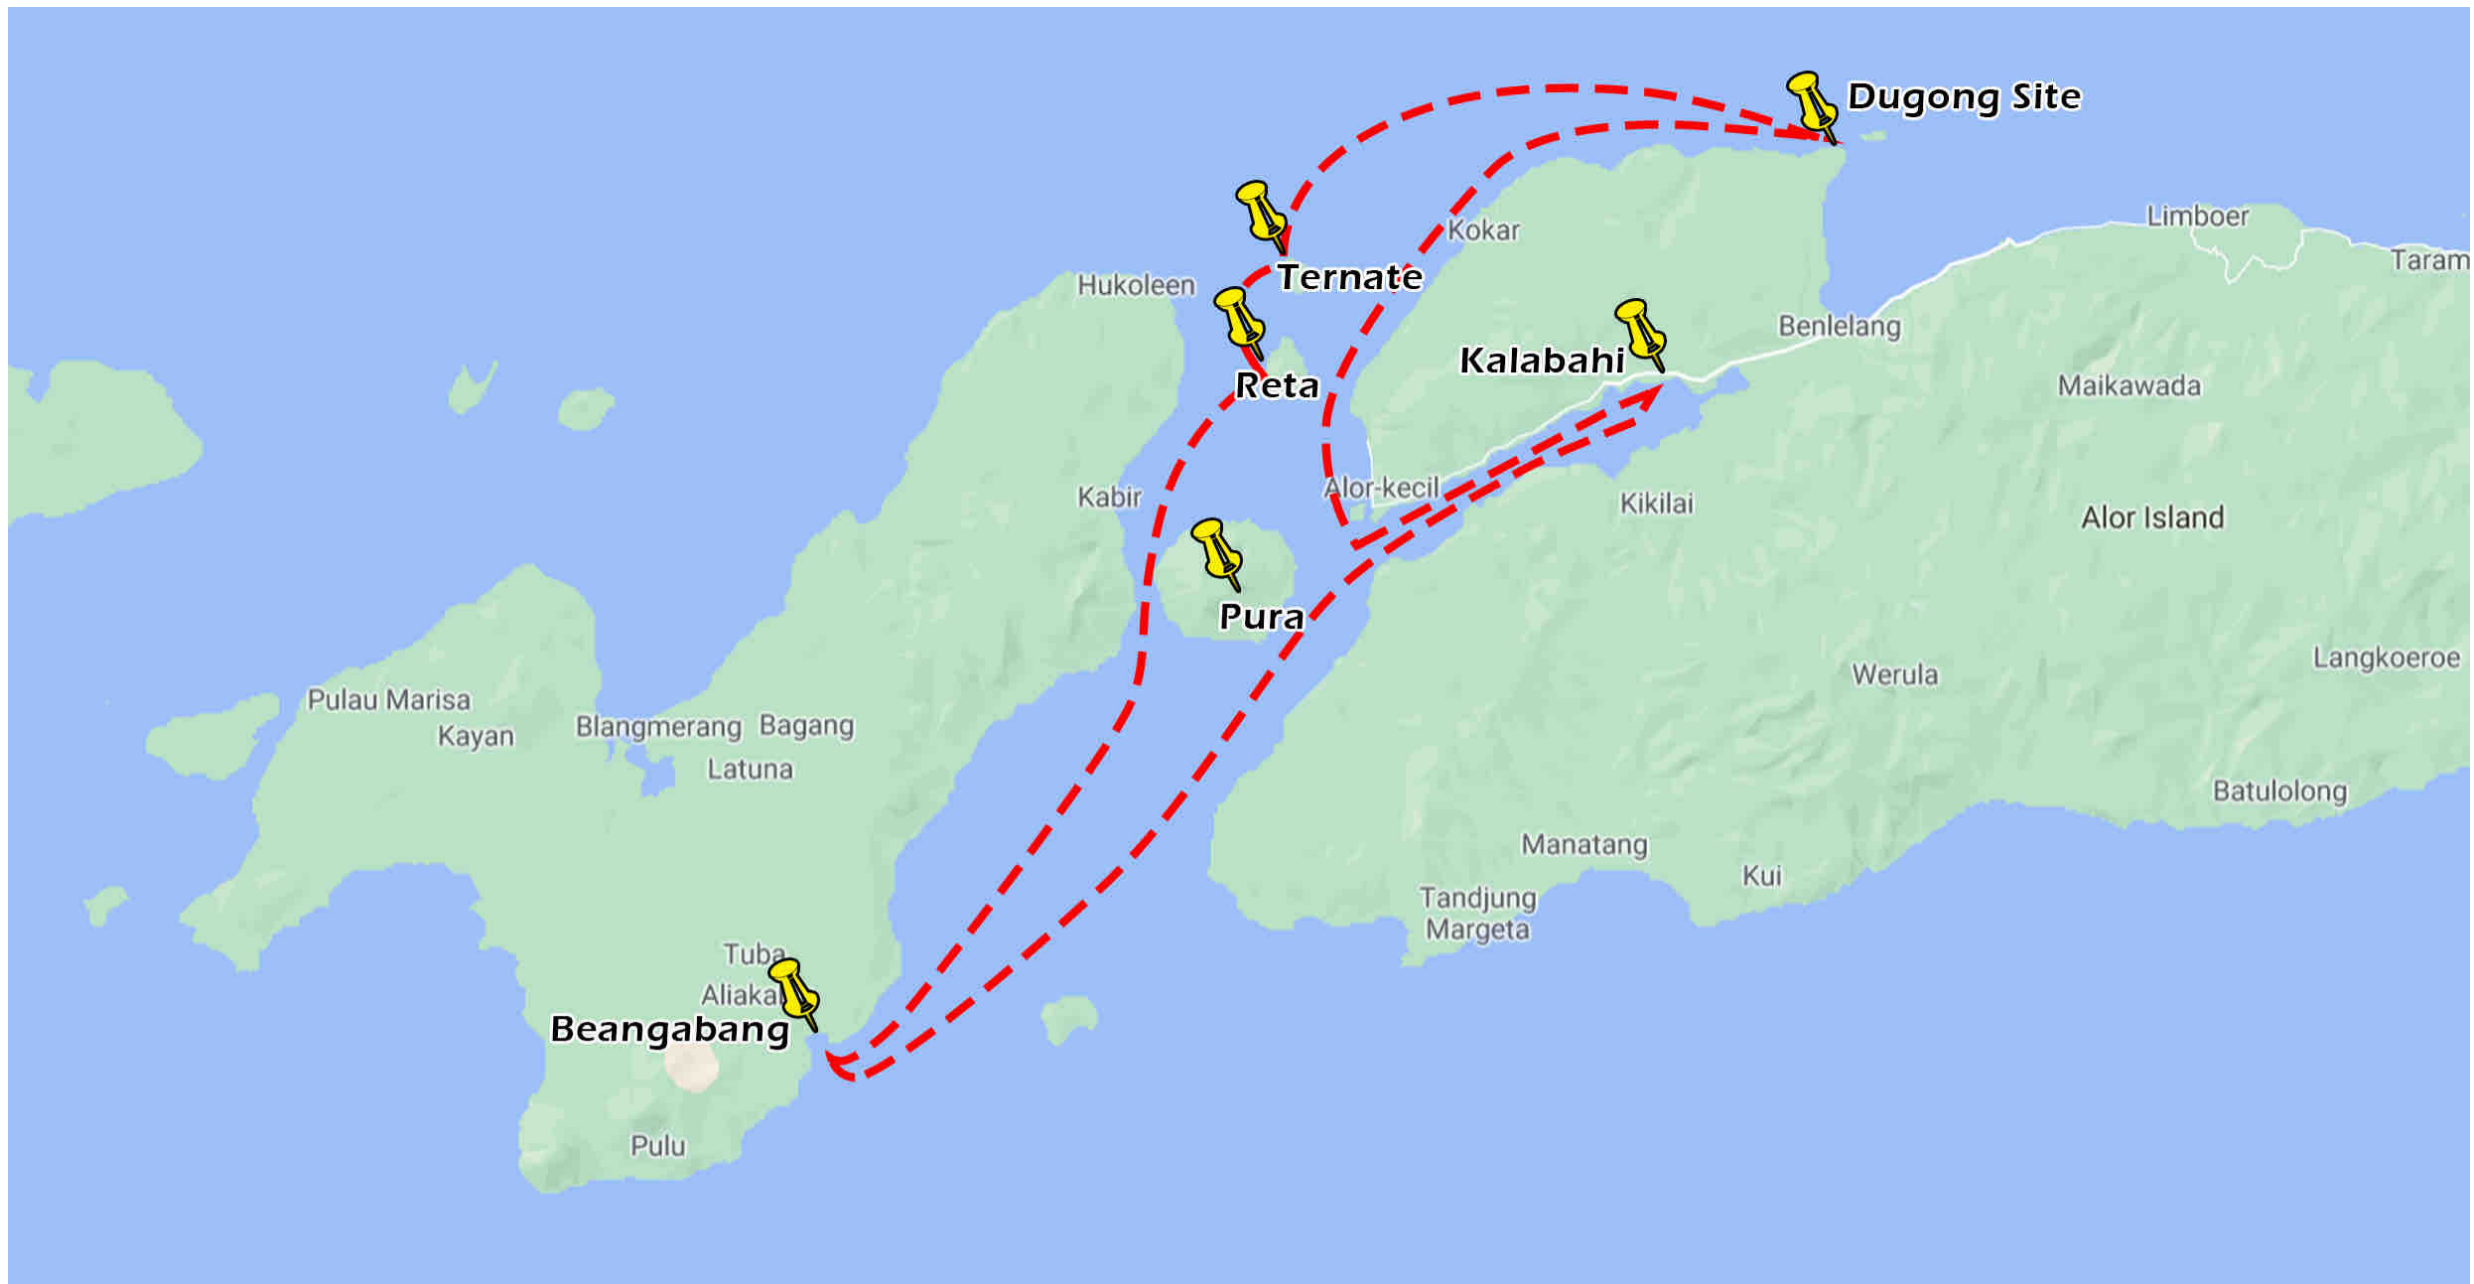 Dugong Site
Limboer
Kokar
Taram
Ternate
Hukoleen
Benlelang
Kalabahi
Reta
Maikawada
Alor-kecil
Kabir
Kikilai
Alor Island
Pura
Langkoeroe
Werula
Pulau Marisa
Kayan
Blangmerang
Bagang
Latuna
Batulolong
Manatang
Kui
Tandjung
Margeta
Tuba
Aliakal
Beangabang
Pulu